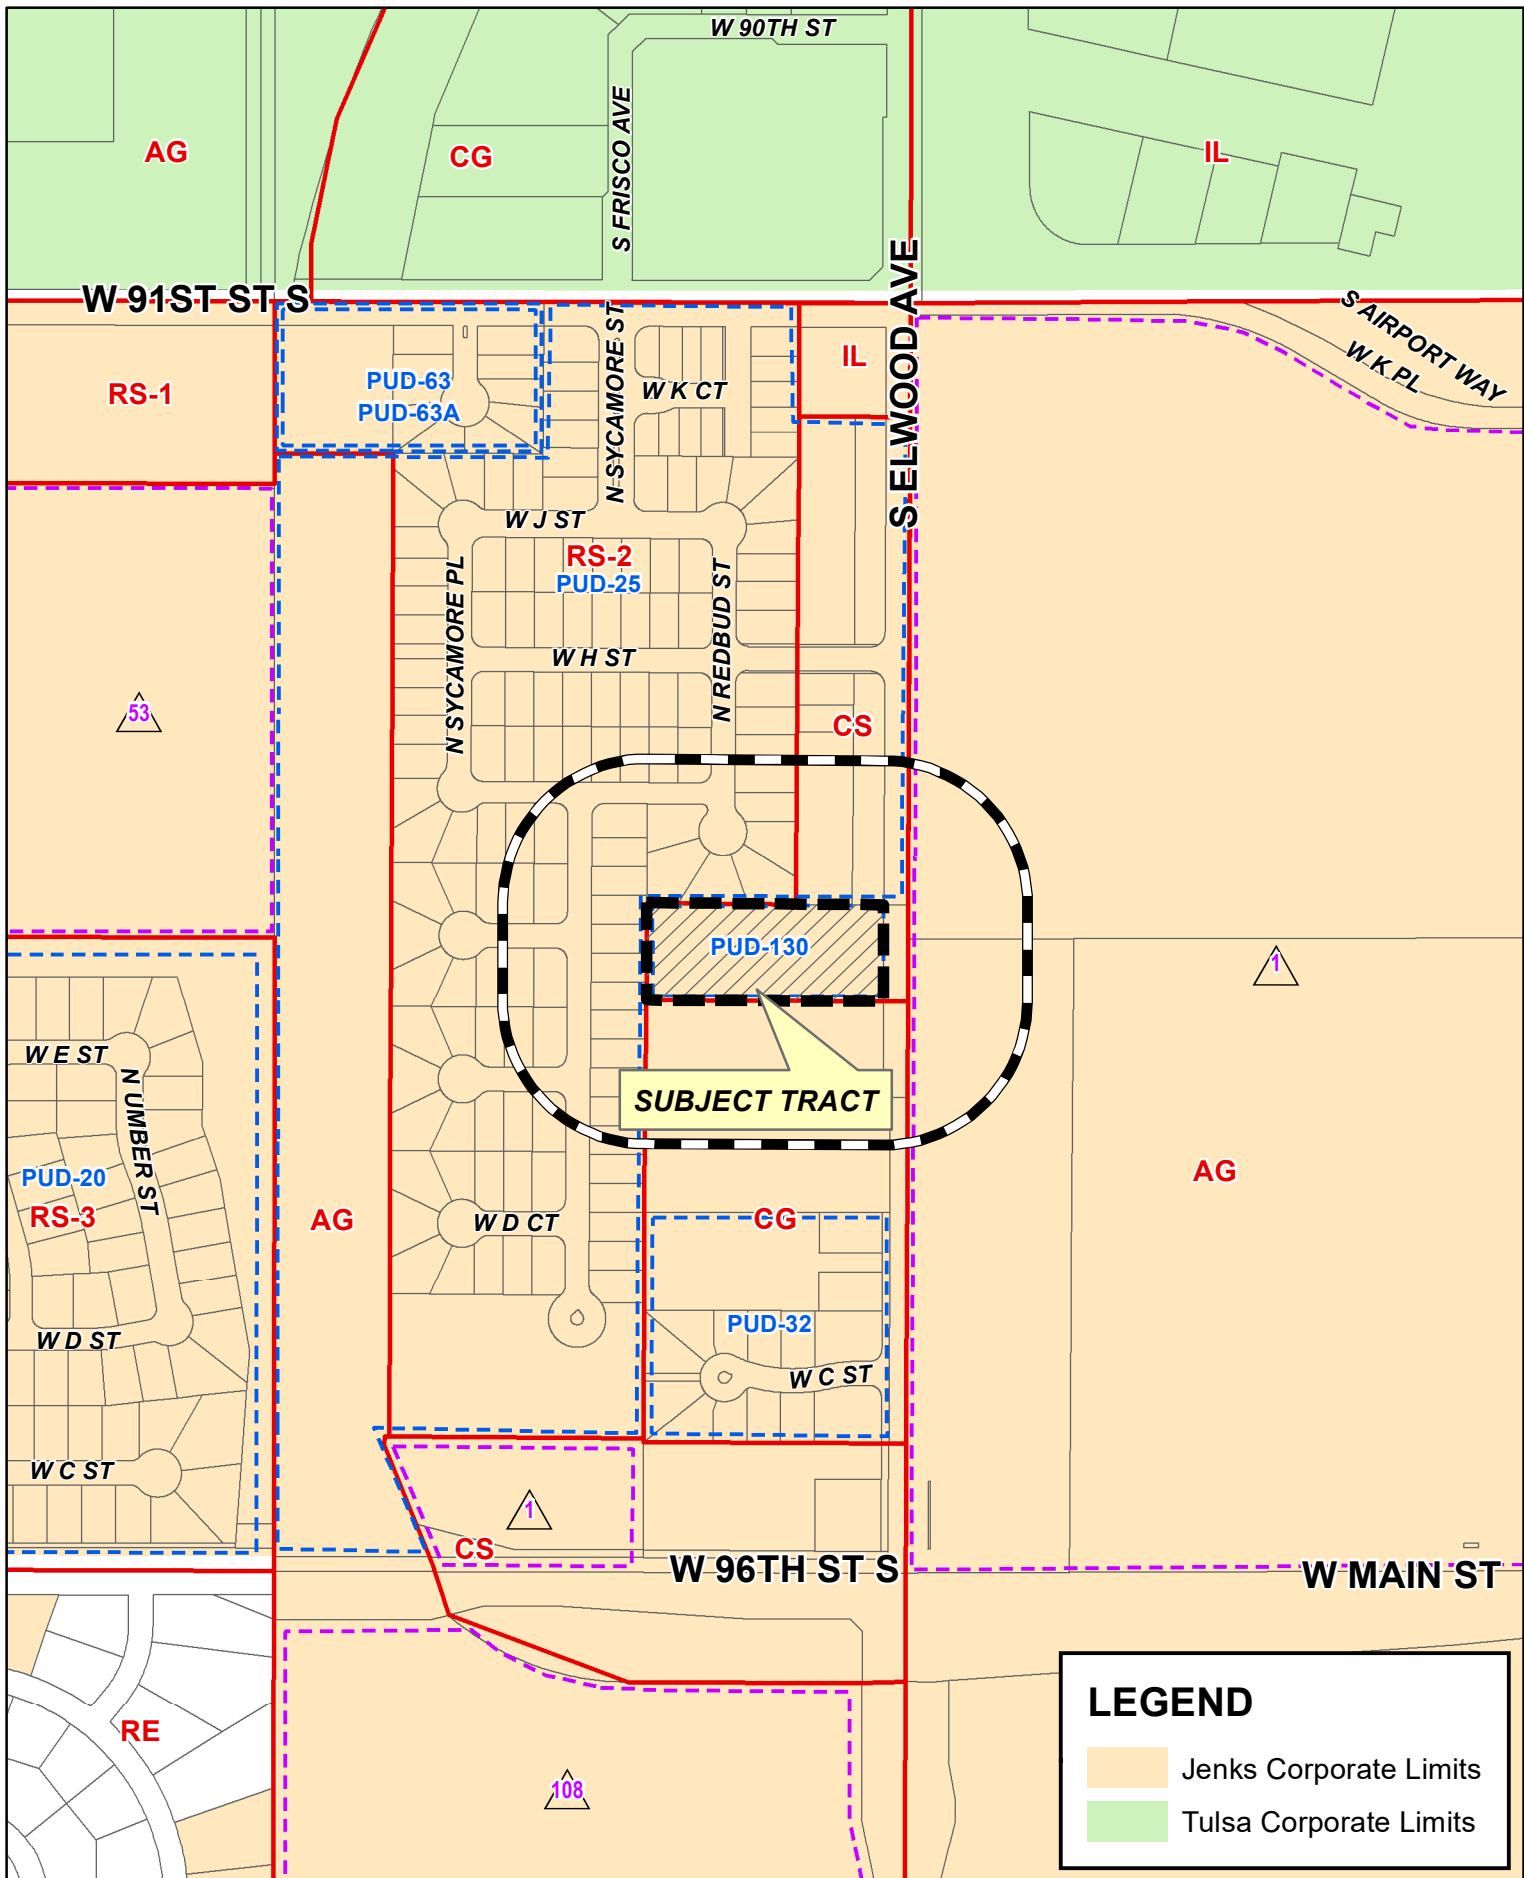 W 90TH ST
S FRISCO AVE
AG
CG
IL
W 91ST ST S
S ELWOOD AVE
S AIRPORT WAY
W K PL
RS-1
PUD-63
PUD-63A
N SYCAMORE ST
W K CT
IL
W J ST
RS-2
PUD-25
N SYCAMORE PL
N REDBUD ST
W H ST
53
CS
PUD-130
1
SUBJECT TRACT
W E ST
N UMBER ST
PUD-20
RS-3
AG
W D CT
CG
AG
PUD-32
W D ST
W C ST
W C ST
1
CS
W 96TH ST S
W MAIN ST
RE
108
LEGEND
Jenks Corporate Limits
Tulsa Corporate Limits